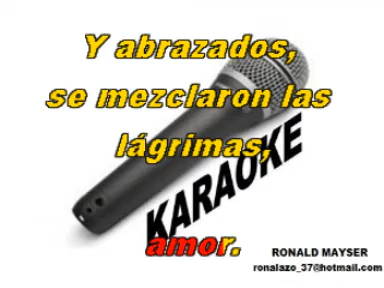 Y abrazados,
se mezclaron las
lágrimas,
KARAOKE
amor.
RONALD MAYSER
ronalazo_37@hotmail.com